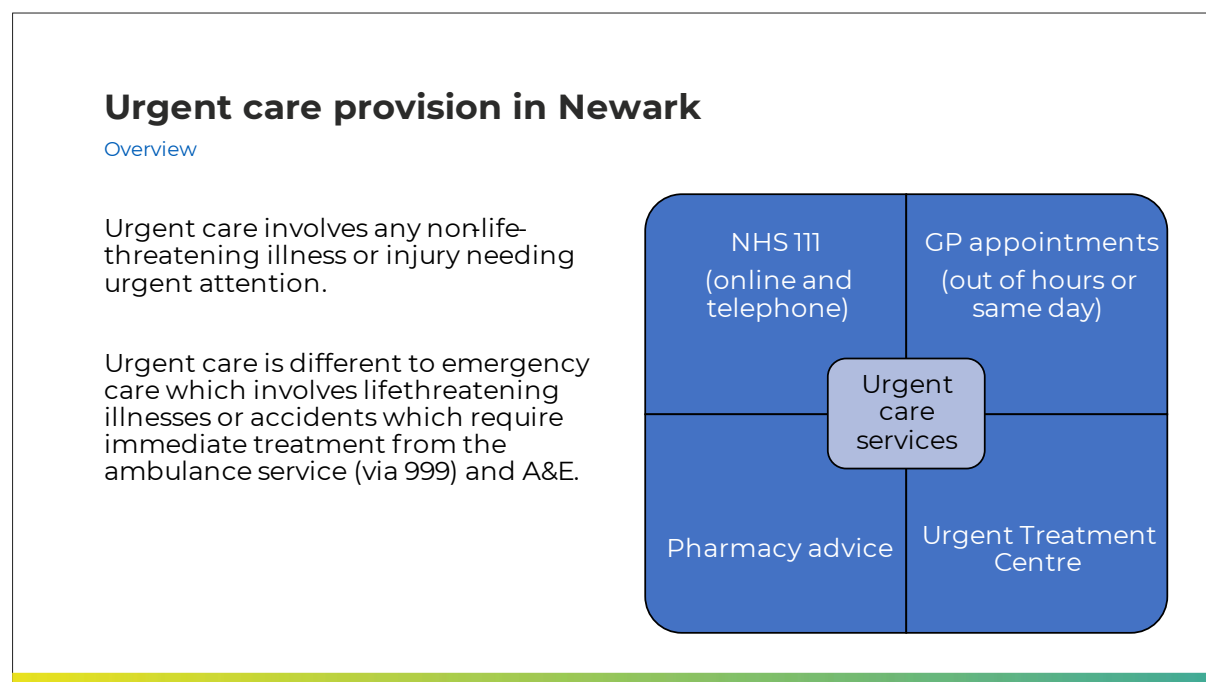 Urgent care provision in Newark
Overview
Urgent care involves any non-life-
threatening illness or injury needing
urgent attention.
Urgent care is different to emergency
care which involves lifethreatening
illnesses or accidents which require
immediate treatment from the
ambulance service (via 999) and A&E.
NHS 111
(online and
telephone)
GP appointments
(out of hours or
same day)
Urgent
care
services
Pharmacy advice
Urgent Treatment
Centre